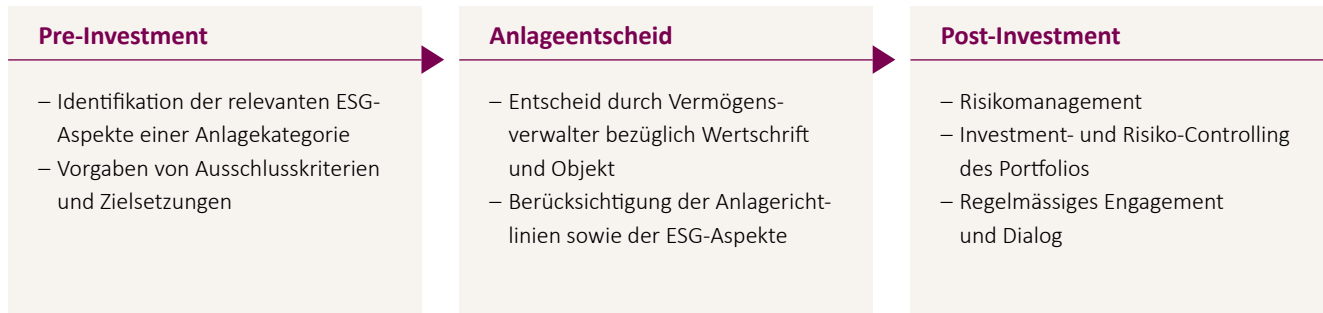 Pre-Investment
– Identifikation der relevanten ESG-
Aspekte einer Anlagekategorie
– Vorgaben von Ausschlusskriterien
und Zielsetzungen
Anlageentscheid
– Entscheid durch Vermögens-
verwalter bezüglich Wertschrift
und Objekt
– Berücksichtigung der Anlagericht-
linien sowie der ESG-Aspekte
Post-Investment
– Risikomanagement
– Investment- und Risiko-Controlling
des Portfolios
– Regelmässiges Engagement
und Dialog